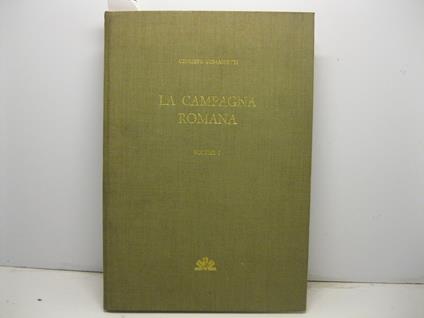 GIUSEPPE TOMASSETTI
LA CAMPAGNA
ROMANA
VOLUME I